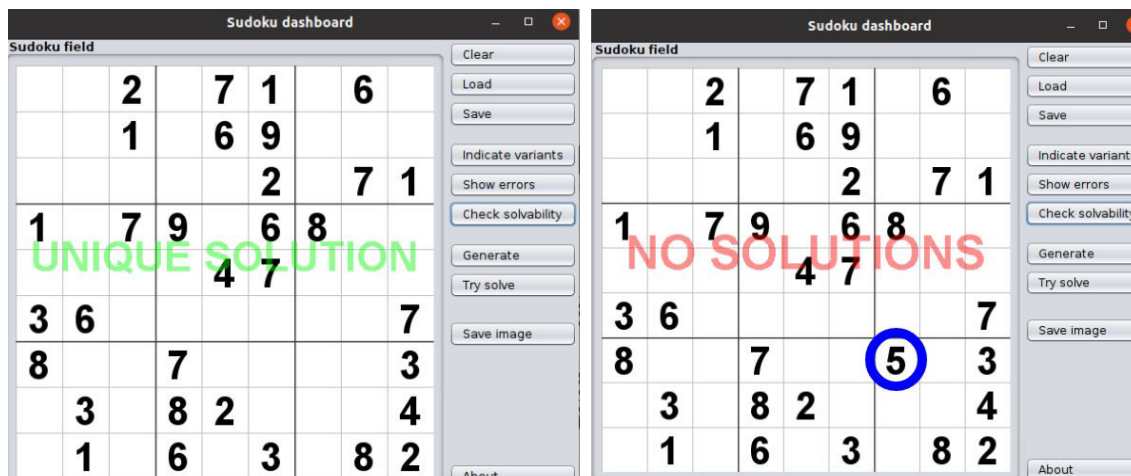 Sudoku dashboard
Sudoku field
2 7 1 6
1 6 9
2 7 1
1 7 9 6 8
UNIQUE SOLUTION
4 7
3 6 7
8 7 3
3 8 2 4
1 6 3 8 2
Clear
Load
Save
Indicate variants
Show errors
Check solvability
Generate
Try solve
Save image
About
Sudoku dashboard
Sudoku field
2 7 1 6
1 6 9
2 7 1
1 7 9 6 8
NO SOLUTIONS
4 7
3 6 7
8 7 5 3
3 8 2 4
1 6 3 8 2
Clear
Load
Save
Indicate variant
Show errors
Check solvability
Generate
Try solve
Save image
About